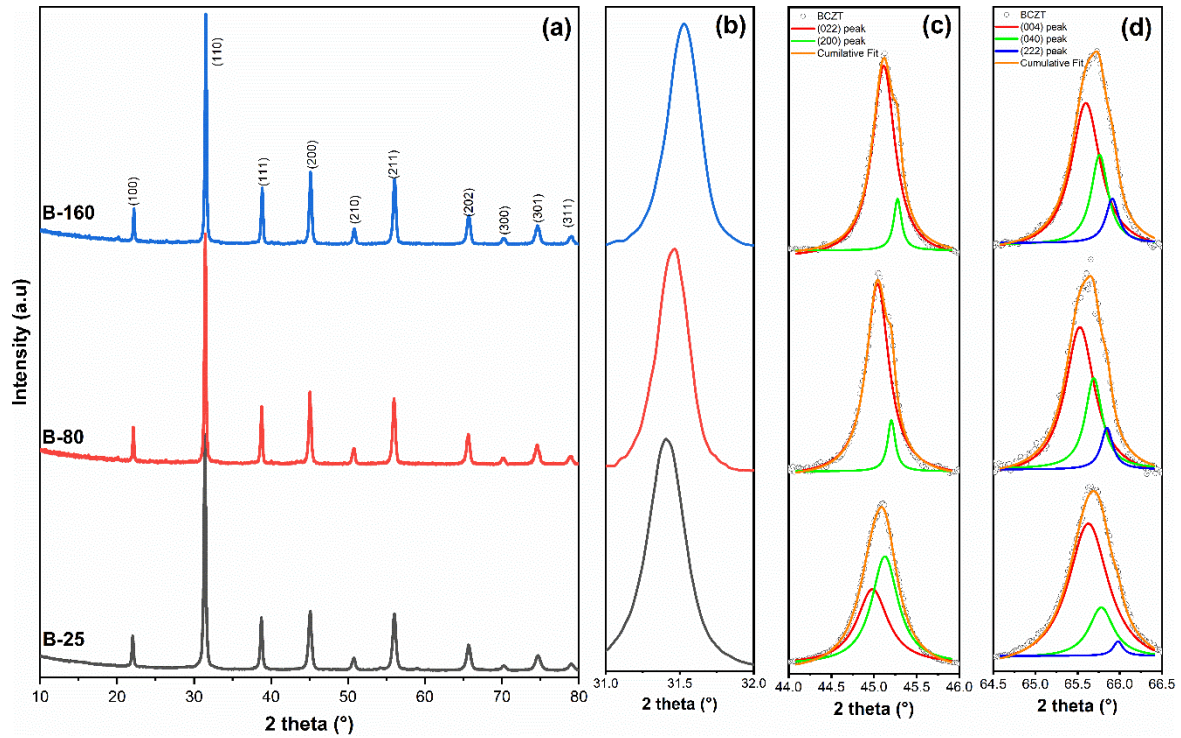 (a)
(110)
(100)
(111)
(200)
(210)
(211)
(202)
(300)
(301)
(311)
B-160
B-80
B-25
Intensity (a.u)
10 20 30 40 50 60 70 80
2 theta (°)
(b)
31.0 31.5 32.0
2 theta (°)
(c)
BCZT
(022) peak
(200) peak
Cumilative Fit
44.0 44.5 45.0 45.5 46.0
2 theta (°)
(d)
BCZT
(004) peak
(040) peak
(222) peak
Cumulative Fit
64.5 65.0 65.5 66.0 66.5
2 theta (°)